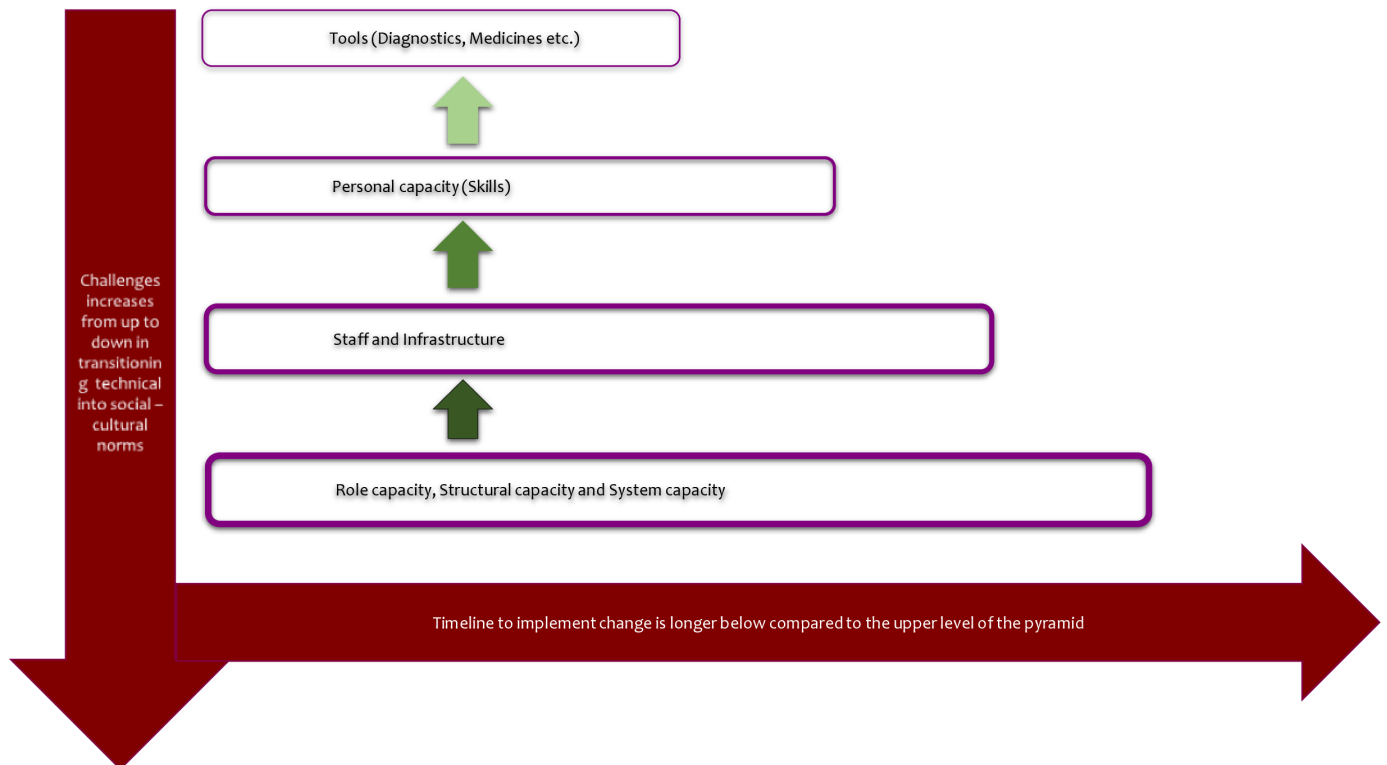 Tools (Diagnostics, Medicines etc.)
Personal capacity (Skills)
Challenges
increases
from up to
down in
transitionin
g technical
into social –
cultural
norms
Staff and Infrastructure
Role capacity, Structural capacity and System capacity
Timeline to implement change is longer below compared to the upper level of the pyramid